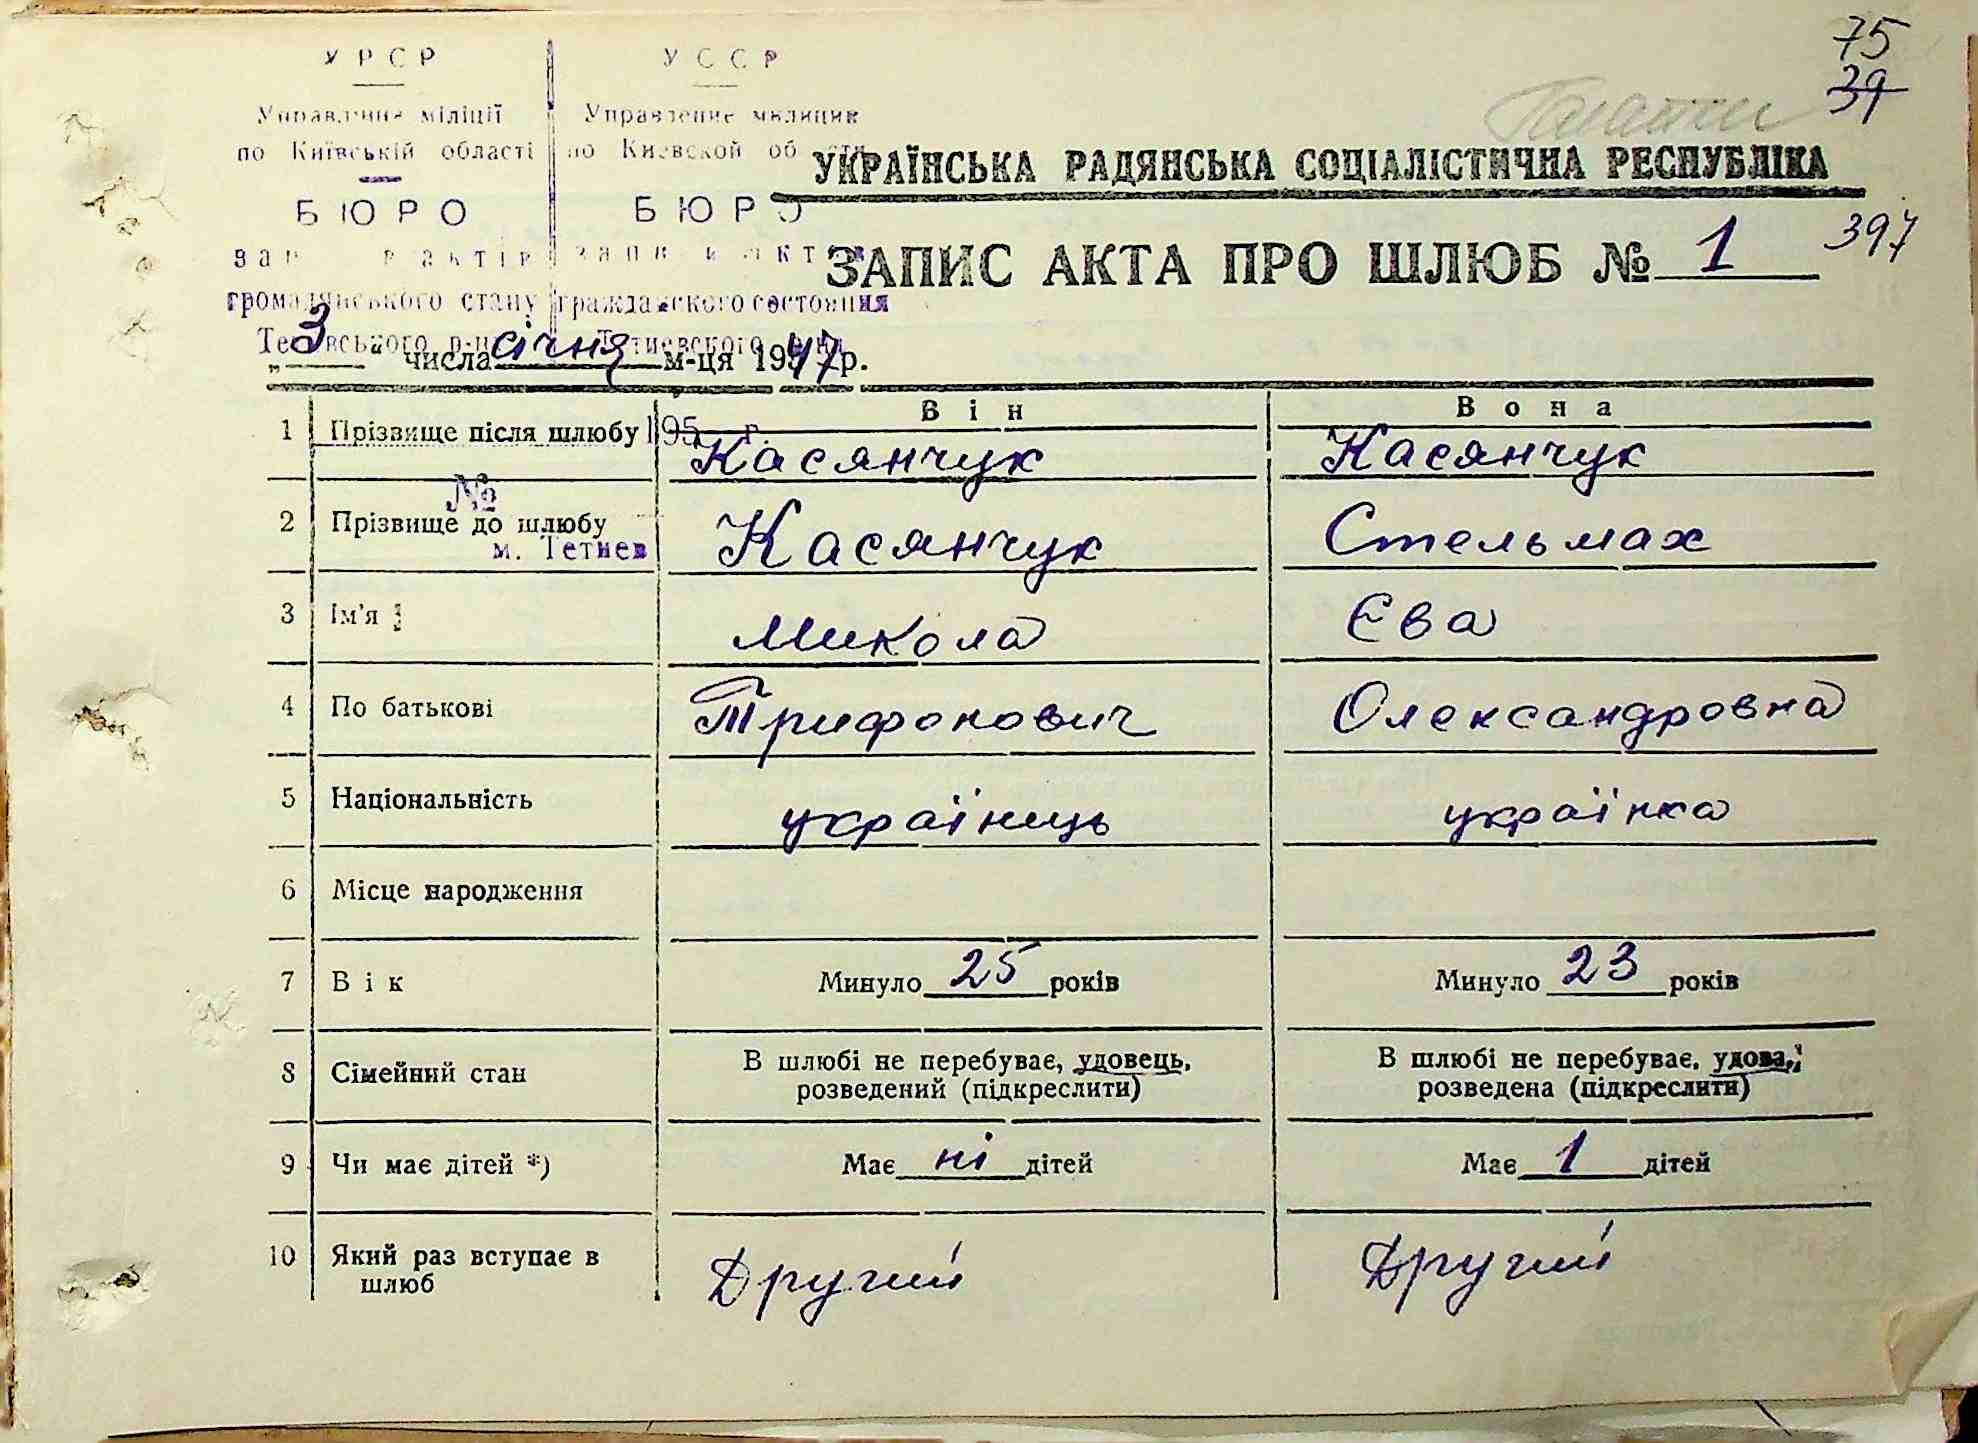 75
39
УРСР
Управління міліції
по Київській області
БЮРО
актів
громадянського стану
УССР
Управление милиции
по Киевской
БЮРО
гражданского состояния
УКРАЇНСЬКА РАДЯНСЬКА СОЦІАЛІСТИЧНА РЕСПУБЛІКА
ЗАПИС АКТА ПРО ШЛЮБ № 1
397
„3" числа січня м-ця 1947 р.
Він Вона
1 Прізвище після шлюбу Касянчук Касянчук
195 г.
№
2 Прізвище до шлюбу Касянчук Стельмах
м. Тетиев
3 Ім'я Микола Єва
4 По батькові Трифонович Олександровна
5 Національність українець українка
6 Місце народження
7 Вік Минуло 25 років Минуло 23 років
8 Сімейний стан В шлюбі не перебуває, удовець, розведений (підкреслити) В шлюбі не перебуває, удова, розведена (підкреслити)
9 Чи має дітей *) Має ні дітей Має 1 дітей
10 Який раз вступає в шлюб Другий Другий